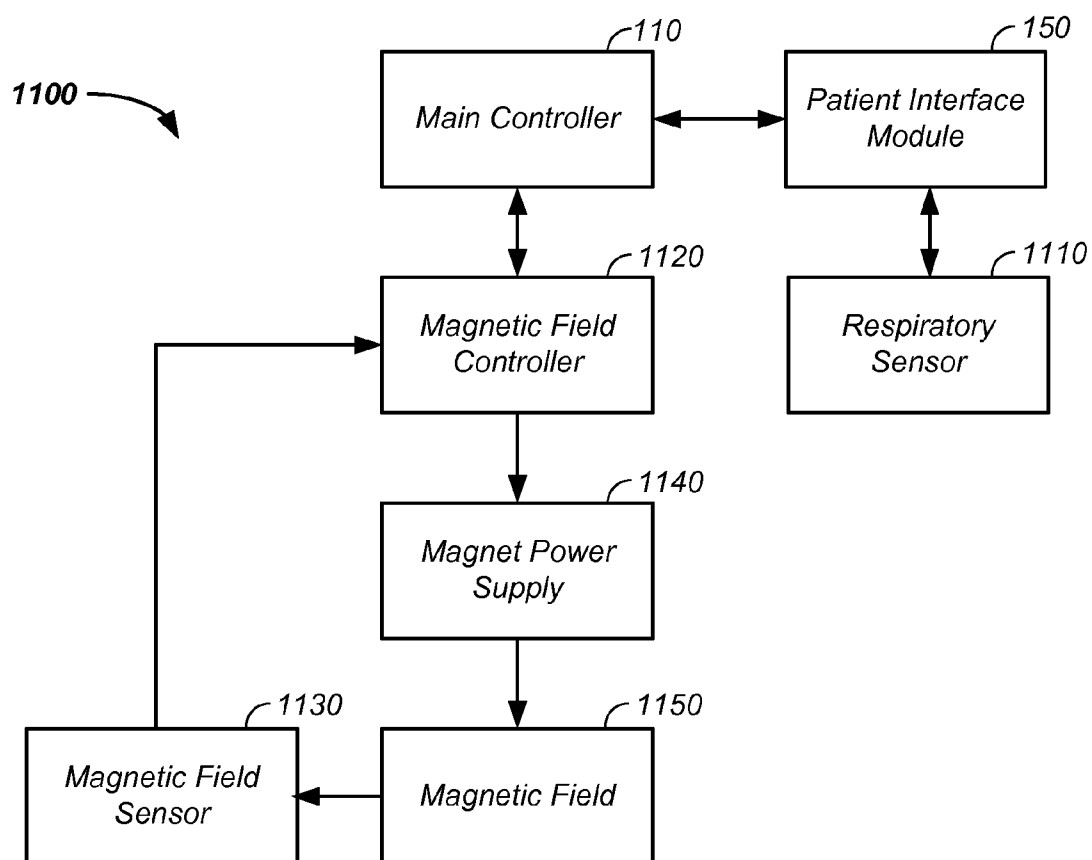 110
150
1100
Main Controller
Patient Interface
Module
1120
1110
Magnetic Field
Controller
Respiratory
Sensor
1140
Magnet Power
Supply
1130
1150
Magnetic Field
Sensor
Magnetic Field